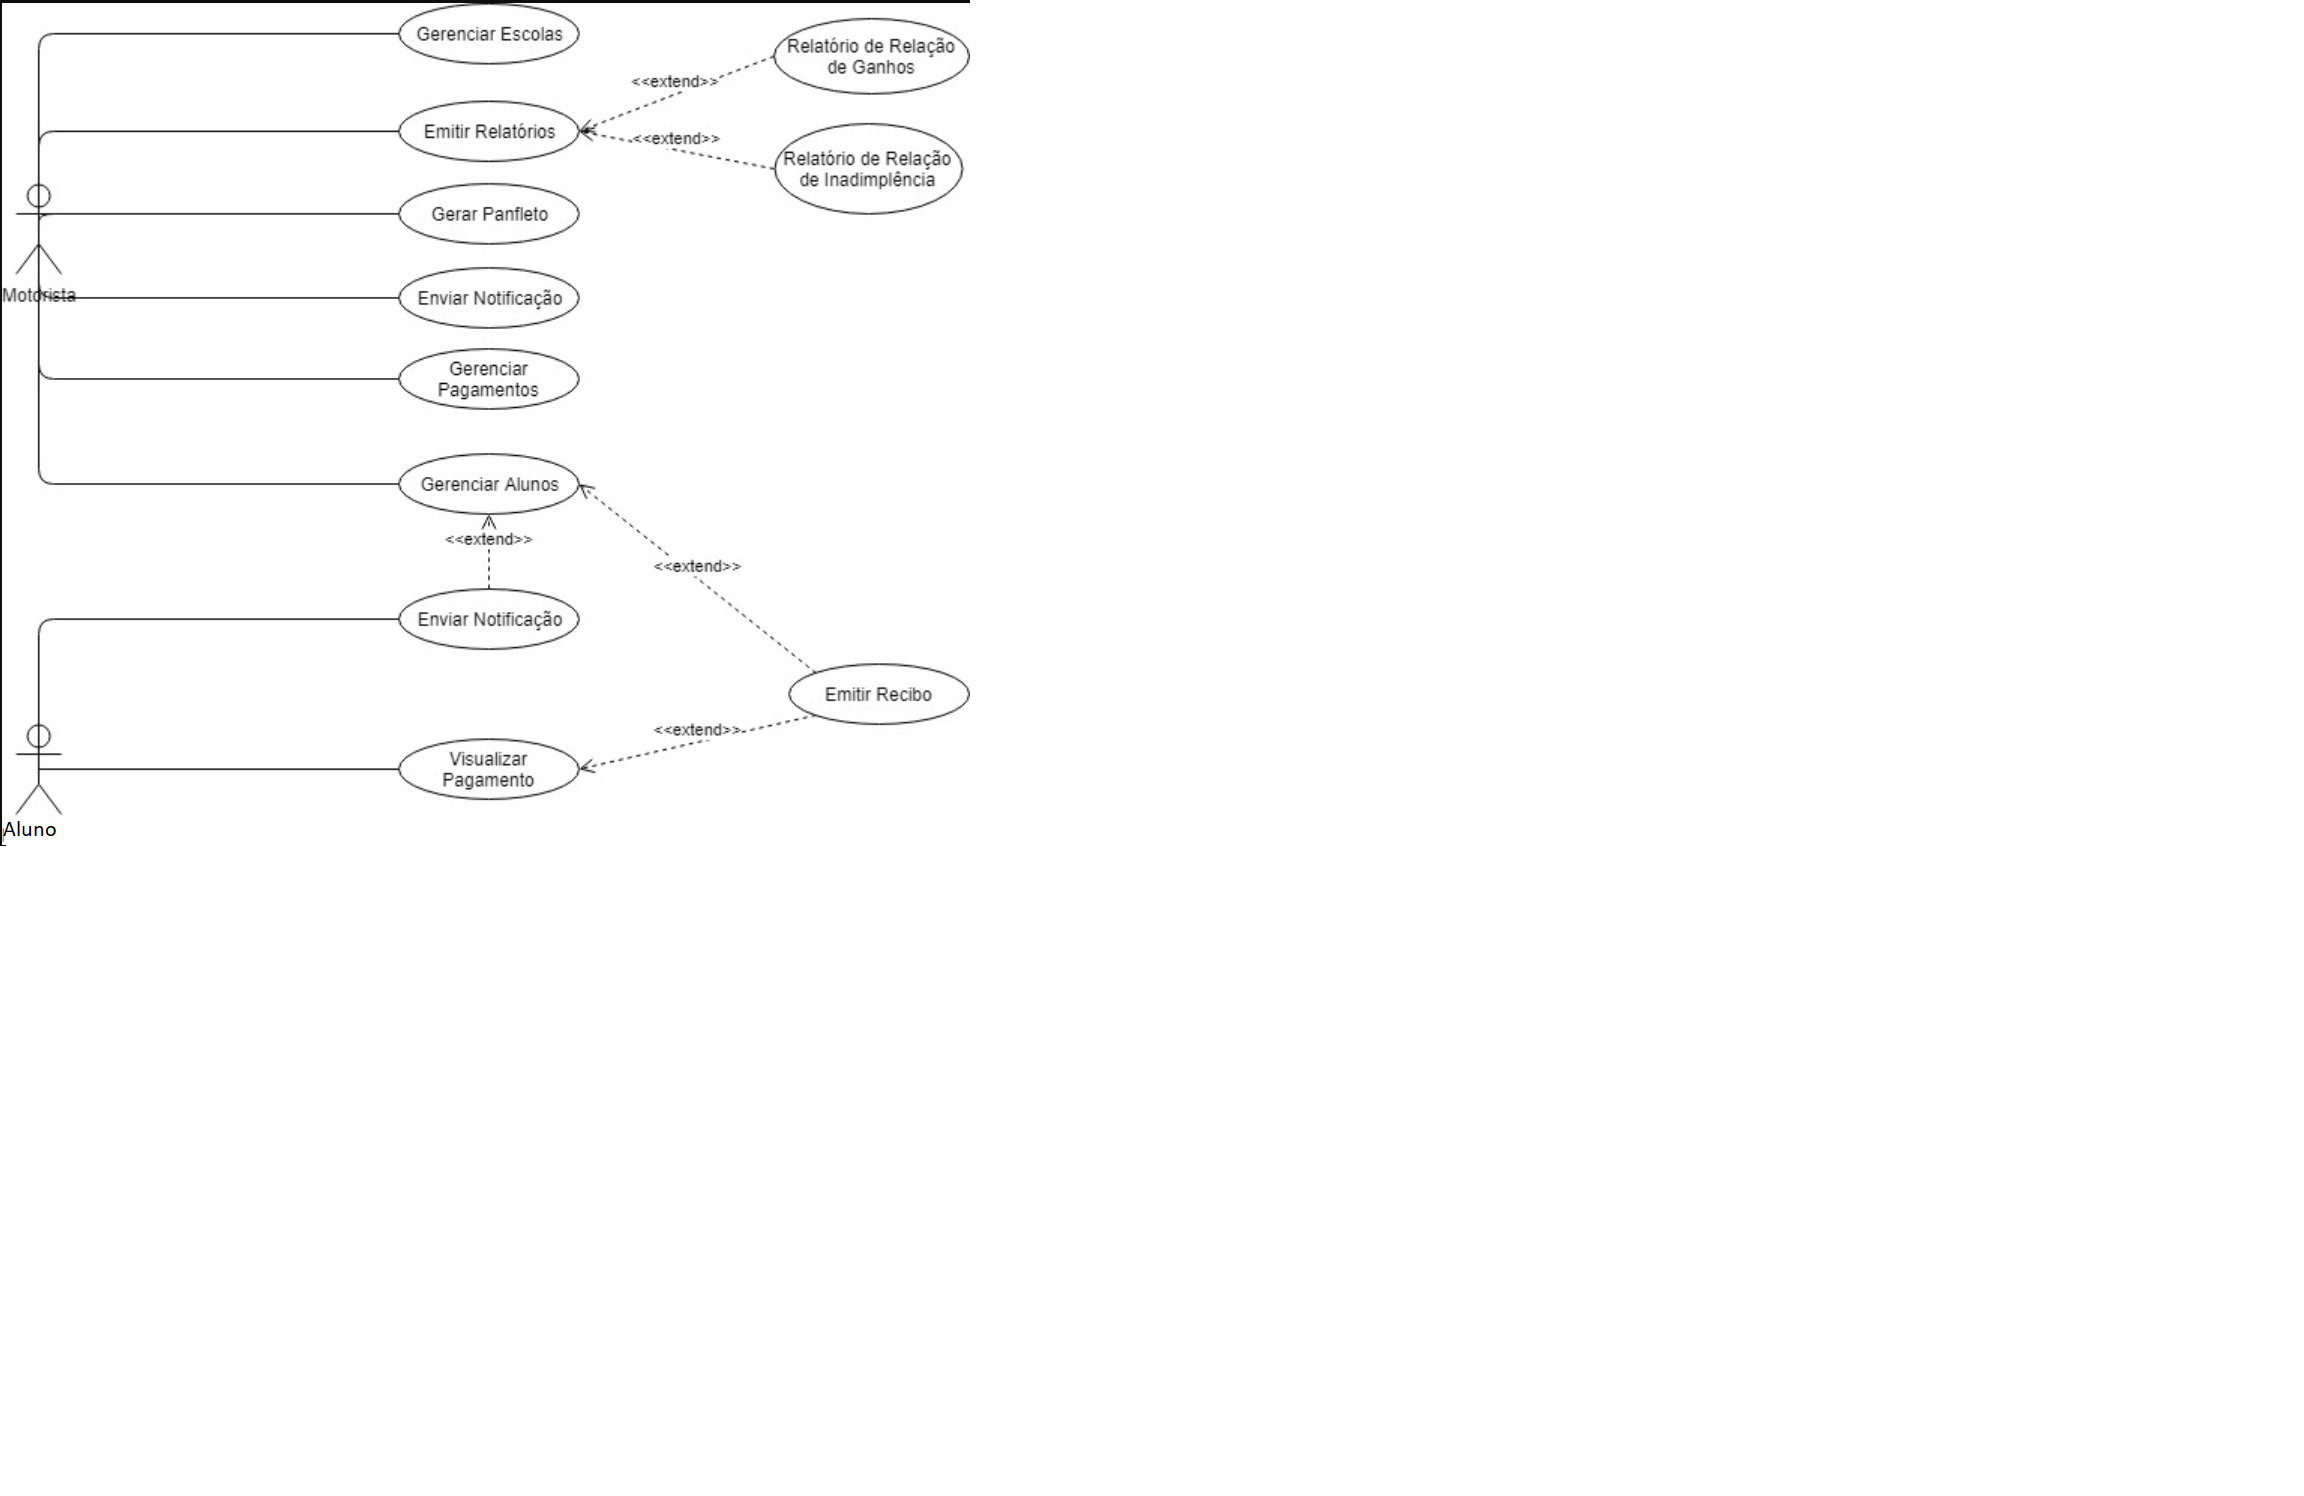 Gerenciar Escolas
Relatório de Relação
de Ganhos
<<extend>>
Emitir Relatórios
<<extend>>
Relatório de Relação
de Inadimplência
Gerar Panfleto
Motorista
Enviar Notificação
Gerenciar
Pagamentos
Gerenciar Alunos
<<extend>>
<<extend>>
Enviar Notificação
Emitir Recibo
<<extend>>
Visualizar
Pagamento
Aluno